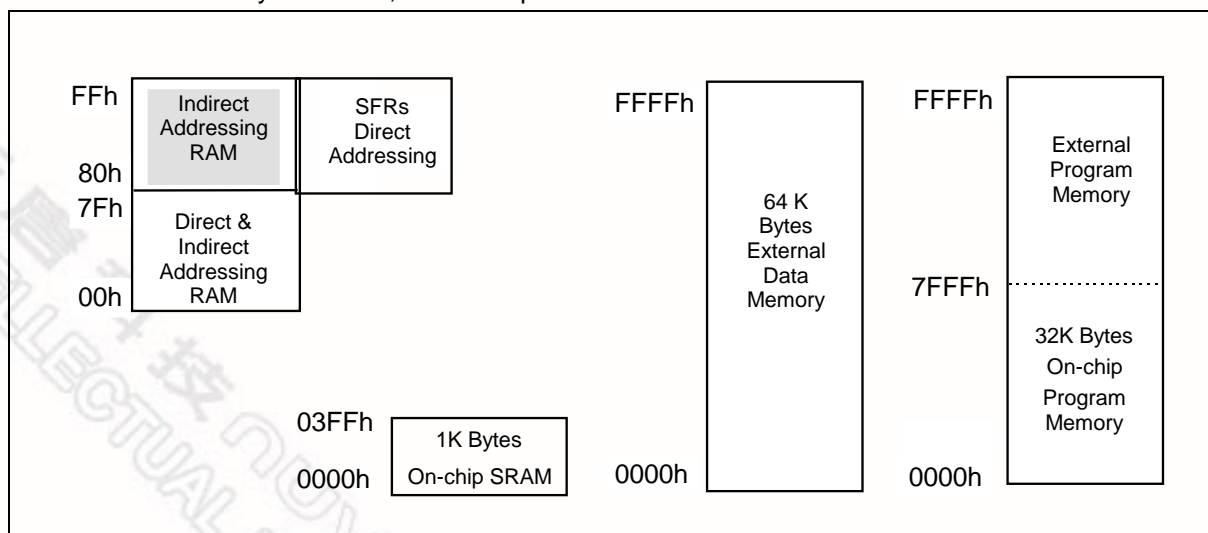 FFh
80h
7Fh
00h
Indirect
Addressing
RAM
SFRs
Direct
Addressing
Direct &
Indirect
Addressing
RAM
03FFh
0000h
1K Bytes
On-chip SRAM
FFFFh
0000h
64 K
Bytes
External
Data
Memory
FFFFh
7FFFh
0000h
External
Program
Memory
32K Bytes
On-chip
Program
Memory